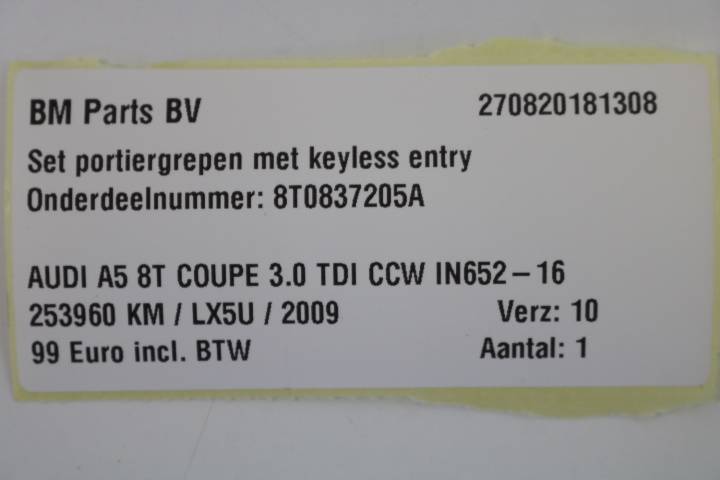 BM Parts BV 270820181308
Set portiergrepen met keyless entry
Onderdeelnummer: 8T0837205A
AUDI A5 8T COUPE 3.0 TDI CCW IN652-16
253960 KM / LX5U / 2009 Verz: 10
99 Euro incl. BTW Aantal: 1